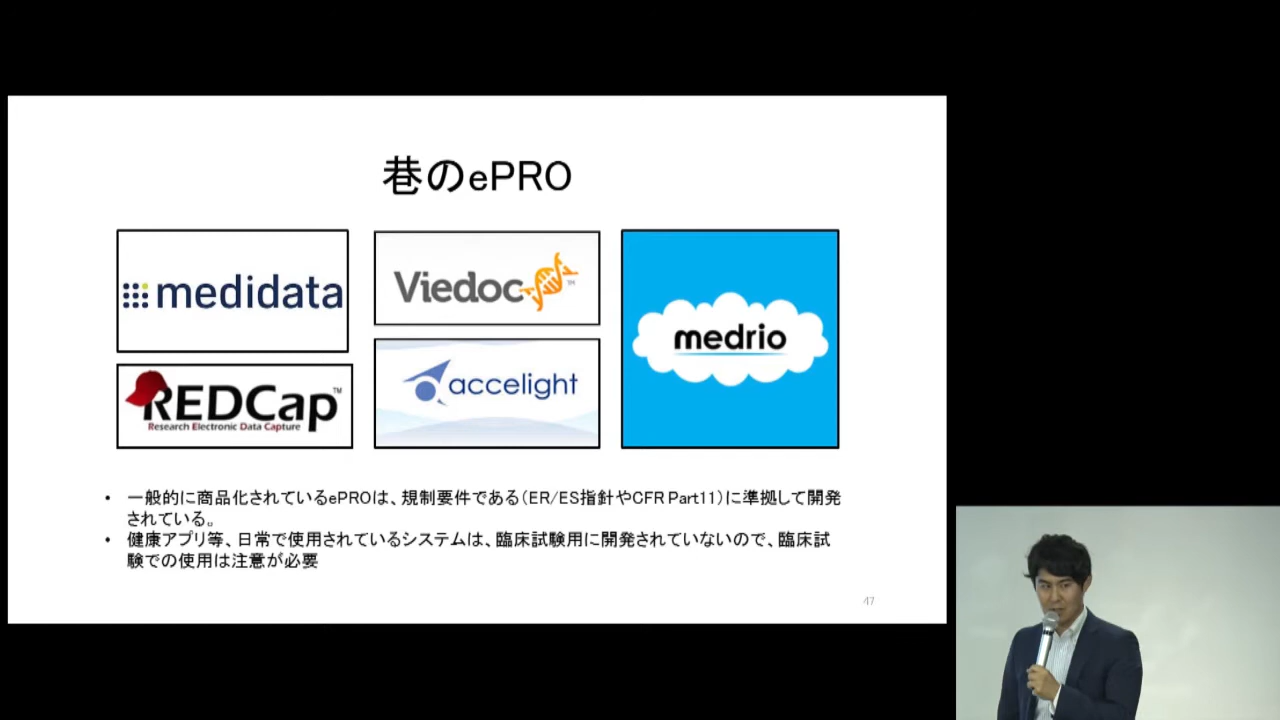 巷のePRO
medidata
Viedoc™
medrio
REDCap™
Research Electronic Data Capture
accelight
• 一般的に商品化されているePROは、規制要件である（ER/ES指針やCFR Part11）に準拠して開発
されている。
• 健康アプリ等、日常で使用されているシステムは、臨床試験用に開発されていないので、臨床試
験での使用は注意が必要
47